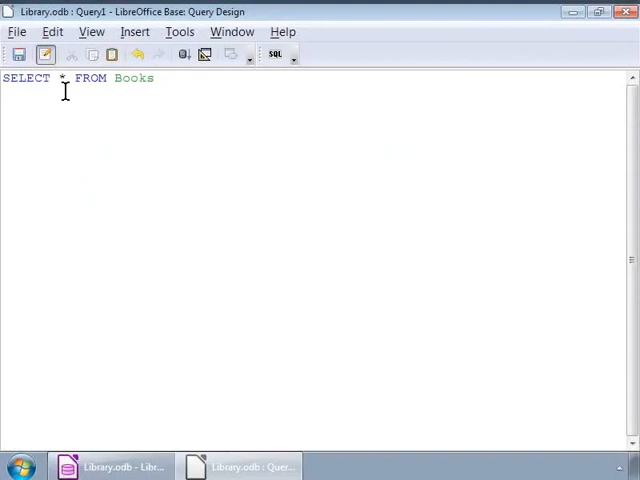 Library.odb : Query1 - LibreOffice Base: Query Design
File Edit View Insert Tools Window Help
SQL
SELECT * FROM Books
Library.odb - Libr... Library.odb : Quer...